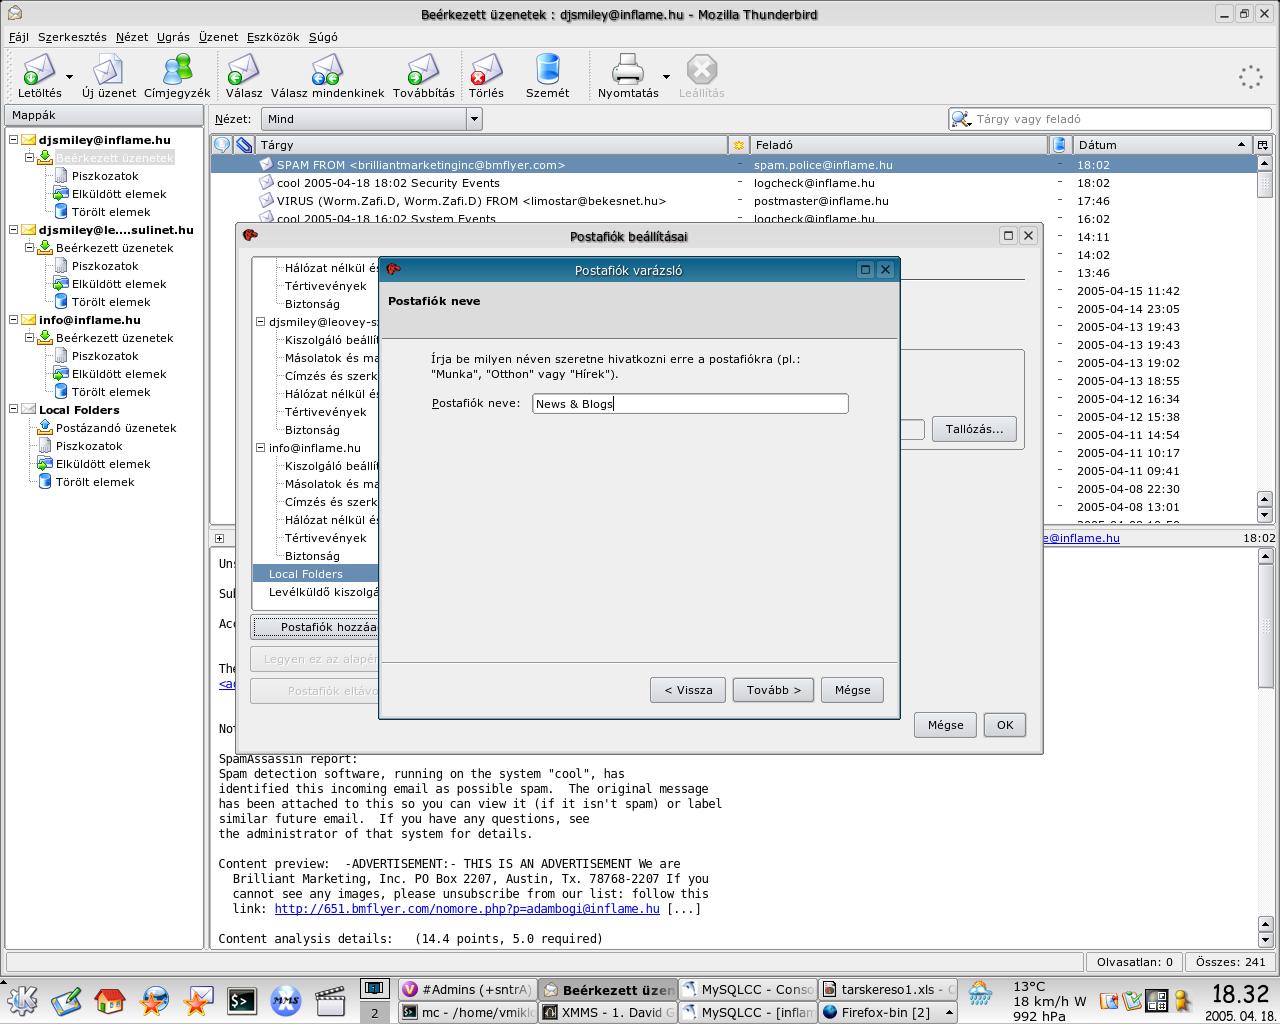 Beérkezett üzenetek : djsmiley@inflame.hu - Mozilla Thunderbird
Fájl Szerkesztés Nézet Ugrás Üzenet Eszközök Súgó
Letöltés Új üzenet Címjegyzék Válasz Válasz mindenkinek Továbbítás Törlés Szemét Nyomtatás Leállítás
Mappák
Nézet: Mind
Tárgy vagy feladó
djsmiley@inflame.hu
Beérkezett üzenetek
Piszkozatok
Elküldött elemek
Törölt elemek
djsmiley@le....sulinet.hu
Beérkezett üzenetek
Piszkozatok
Elküldött elemek
Törölt elemek
info@inflame.hu
Beérkezett üzenetek
Piszkozatok
Elküldött elemek
Törölt elemek
Local Folders
Postázandó üzenetek
Piszkozatok
Elküldött elemek
Törölt elemek
Tárgy Feladó Dátum
SPAM FROM <brilliantmarketinginc@bmflyer.com> - spam.police@inflame.hu - 18:02
cool 2005-04-18 18:02 Security Events - logcheck@inflame.hu - 18:02
VIRUS (Worm.Zafi.D, Worm.Zafi.D) FROM <limostar@bekesnet.hu> - postmaster@inflame.hu - 17:46
cool 2005-04-18 16:02 System Events - logcheck@inflame.hu - 16:02
- 14:11
- 14:02
- 13:46
- 2005-04-15 11:42
- 2005-04-14 23:05
- 2005-04-13 19:43
- 2005-04-13 19:43
- 2005-04-13 19:02
- 2005-04-13 18:55
- 2005-04-12 16:34
- 2005-04-12 15:38
- 2005-04-11 14:54
- 2005-04-11 10:17
- 2005-04-11 09:41
- 2005-04-08 22:30
- 2005-04-08 13:01
Postafiók beállításai
Hálózat nélkül és
Tértivevények
Biztonság
djsmiley@leovey-s
Kiszolgáló beállít
Másolatok és ma
Címzés és szerk
Hálózat nélkül és
Tértivevények
Biztonság
info@inflame.hu
Kiszolgáló beállít
Másolatok és ma
Címzés és szerk
Hálózat nélkül és
Tértivevények
Biztonság
Local Folders
Levélküldő kiszolgá
Postafiók hozzáa
Legyen ez az alapér
Postafiók eltávo
Tallózás...
Mégse OK
Postafiók varázsló
Postafiók neve
Írja be milyen néven szeretne hivatkozni erre a postafiókra (pl.:
"Munka", "Otthon" vagy "Hírek").
Postafiók neve: News & Blogs
< Vissza Tovább > Mégse
e@inflame.hu 18:02
Uns
Sub
Acc
The
<ad
Not
SpamAssassin report:
Spam detection software, running on the system "cool", has
identified this incoming email as possible spam. The original message
has been attached to this so you can view it (if it isn't spam) or label
similar future email. If you have any questions, see
the administrator of that system for details.
Content preview: -ADVERTISEMENT:- THIS IS AN ADVERTISEMENT We are
Brilliant Marketing, Inc. PO Box 2207, Austin, Tx. 78768-2207 If you
cannot see any images, please unsubscribe from our list: follow this
link: http://651.bmflyer.com/nomore.php?p=adambogi@inflame.hu [...]
Content analysis details: (14.4 points, 5.0 required)
Olvasatlan: 0 Összes: 241
MMS
2
#Admins (+sntrA) Beérkezett üzen MySQLCC - Conso tarskereso1.xls - O
mc - /home/vmikl XMMS - 1. David G MySQLCC - [inflam Firefox-bin [2]
13°C
18 km/h W
992 hPa
18.32
2005. 04. 18.